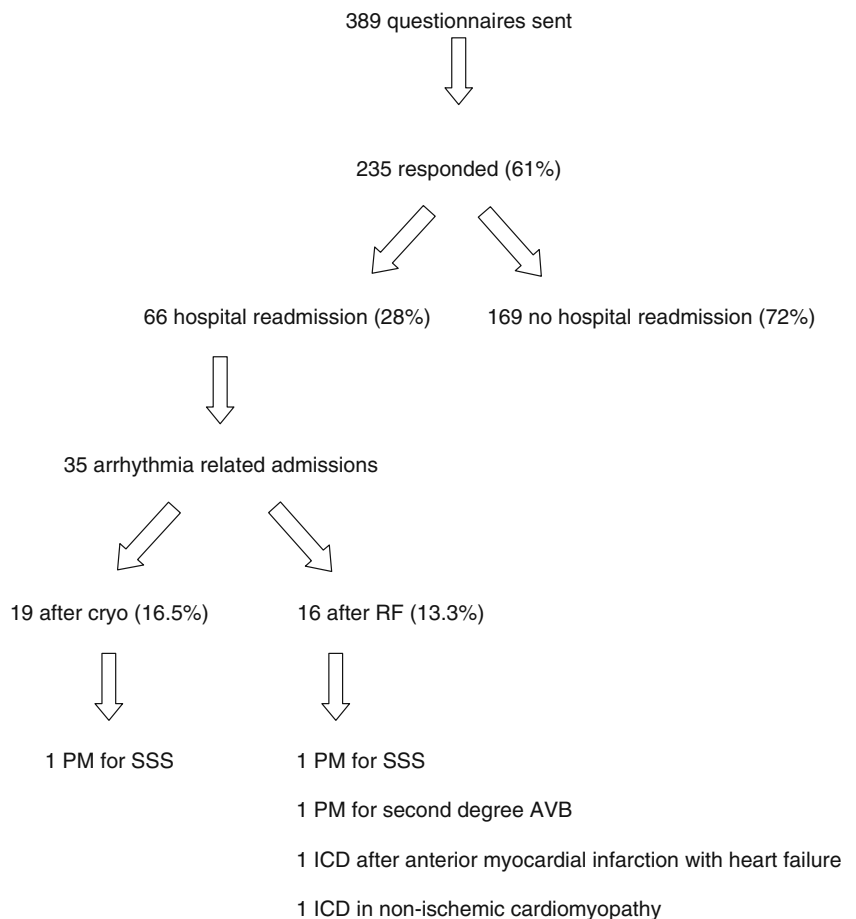 389 questionnaires sent
235 responded (61%)
66 hospital readmission (28%)
169 no hospital readmission (72%)
35 arrhythmia related admissions
19 after cryo (16.5%)
16 after RF (13.3%)
1 PM for SSS
1 PM for SSS
1 PM for second degree AVB
1 ICD after anterior myocardial infarction with heart failure
1 ICD in non-ischemic cardiomyopathy